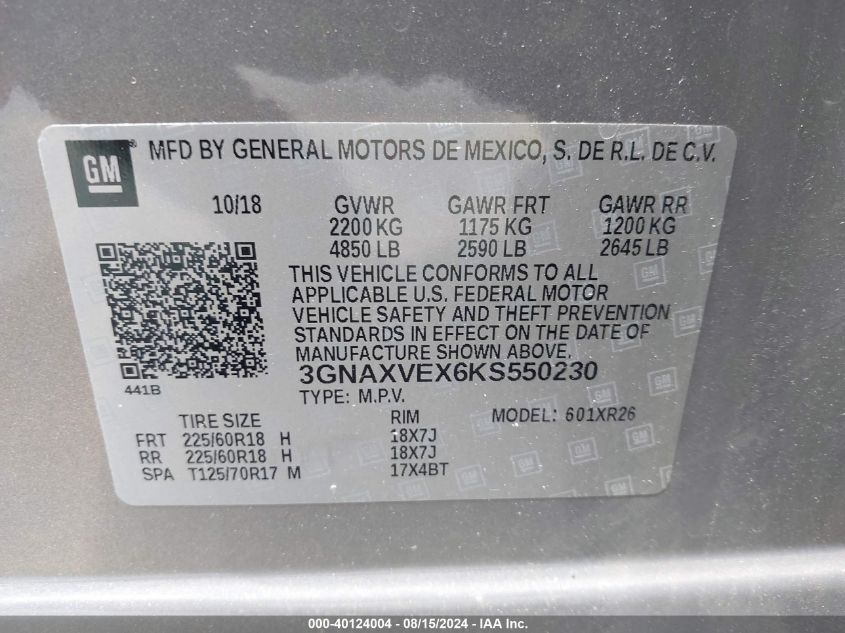 GM ® MFD BY GENERAL MOTORS DE MEXICO, S. DE R.L. DE C.V.
10/18 GVWR GAWR FRT GAWR RR
2200 KG 1175 KG 1200 KG
4850 LB 2590 LB 2645 LB
THIS VEHICLE CONFORMS TO ALL
APPLICABLE U.S. FEDERAL MOTOR
VEHICLE SAFETY AND THEFT PREVENTION
STANDARDS IN EFFECT ON THE DATE OF
MANUFACTURE SHOWN ABOVE.
441B
3GNAXVEX6KS550230
TYPE: M.P.V.
TIRE SIZE RIM MODEL: 601XR26
FRT 225/60R18 H 18X7J
RR 225/60R18 H 18X7J
SPA T125/70R17 M 17X4BT
000-40124004 - 08/15/2024 - IAA Inc.